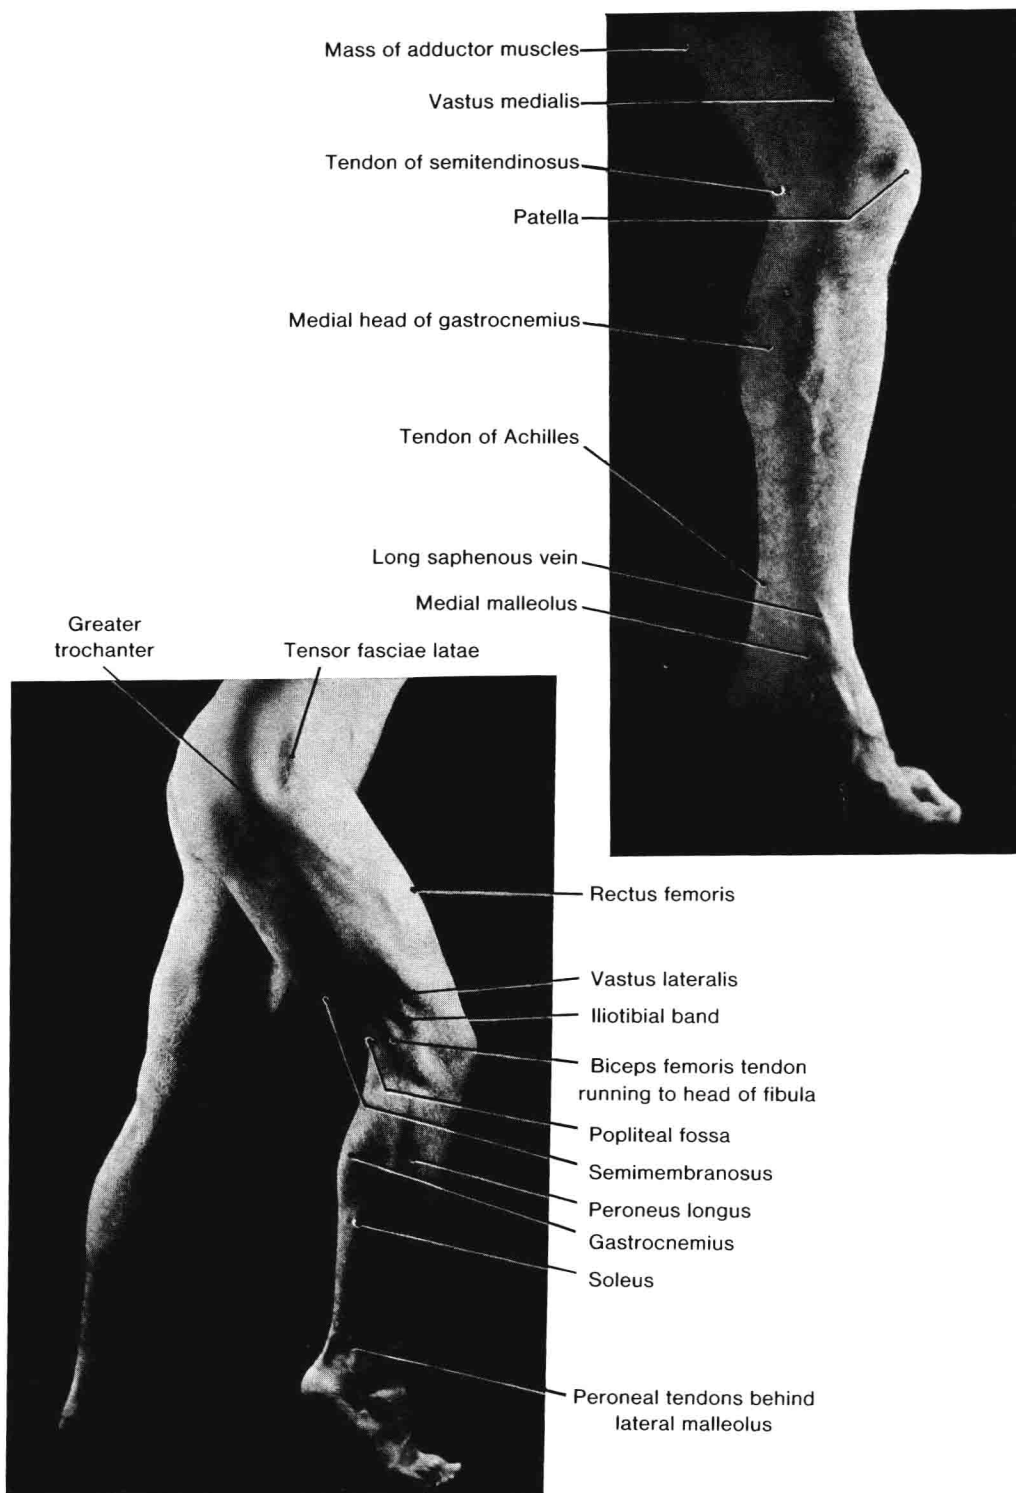 Mass of adductor muscles
Vastus medialis
Tendon of semitendinosus
Patella
Medial head of gastrocnemius
Tendon of Achilles
Long saphenous vein
Medial malleolus
Greater
trochanter
Tensor fasciae latae
Rectus femoris
Vastus lateralis
Iliotibial band
Biceps femoris tendon
running to head of fibula
Popliteal fossa
Semimembranosus
Peroneus longus
Gastrocnemius
Soleus
Peroneal tendons behind
lateral malleolus